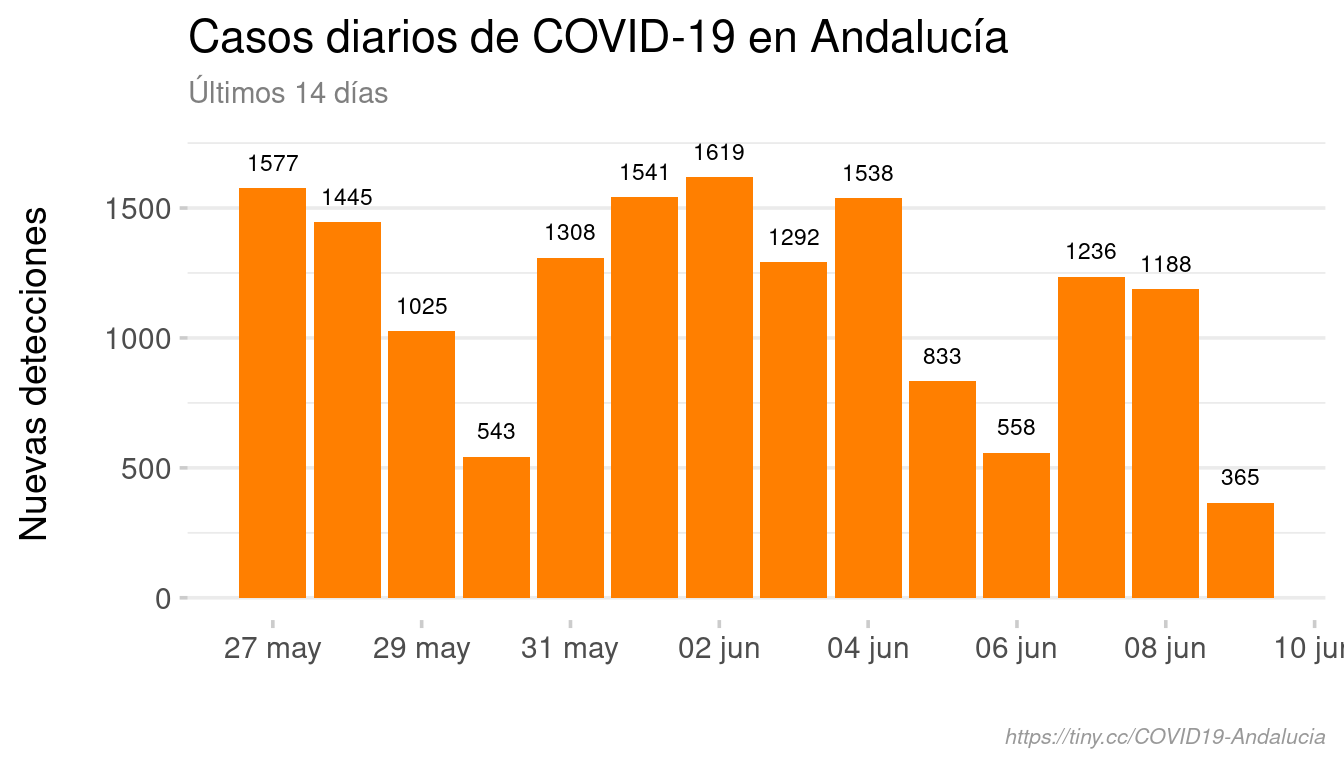 Casos diarios de COVID-19 en Andalucía
Últimos 14 días
Nuevas detecciones
1500
1000
500
0
1577
1445
1025
543
1308
1541
1619
1292
1538
833
558
1236
1188
365
27 may
29 may
31 may
02 jun
04 jun
06 jun
08 jun
10 jun
https://tiny.cc/COVID19-Andalucia